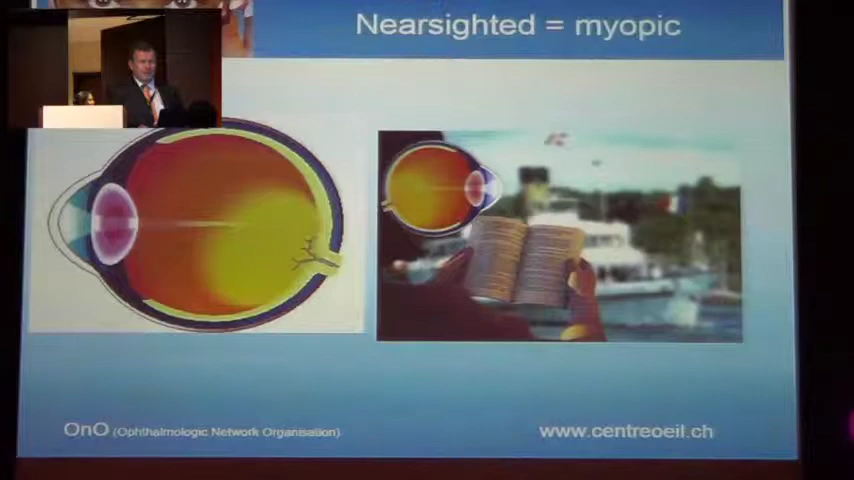 Nearsighted = myopic
OnO (Ophthalmologic Network Organisation)
www.centreoeil.ch